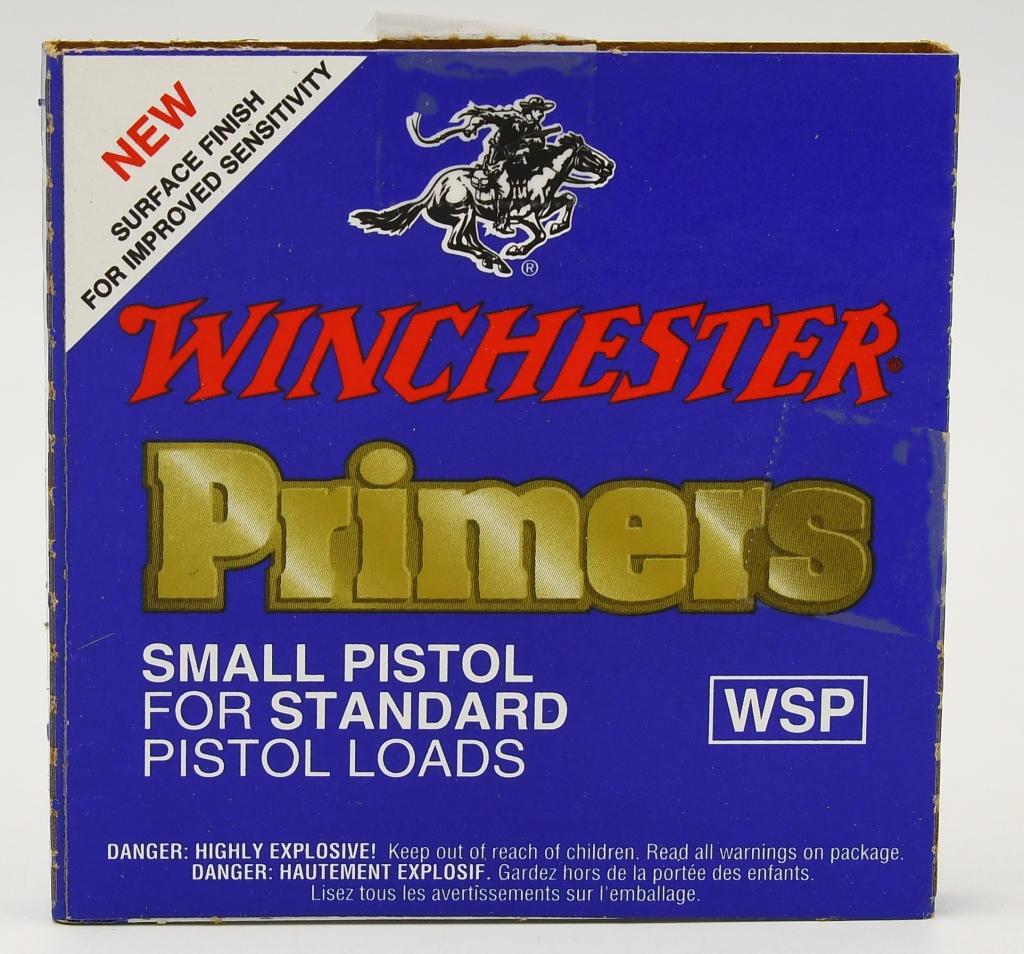 NEW
SURFACE FINISH
FOR IMPROVED SENSITIVITY
®
WINCHESTER®
Primers
SMALL PISTOL
FOR STANDARD
PISTOL LOADS
WSP
DANGER: HIGHLY EXPLOSIVE! Keep out of reach of children. Read all warnings on package.
DANGER: HAUTEMENT EXPLOSIF. Gardez hors de la portée des enfants.
Lisez tous les avertissements sur l'emballage.